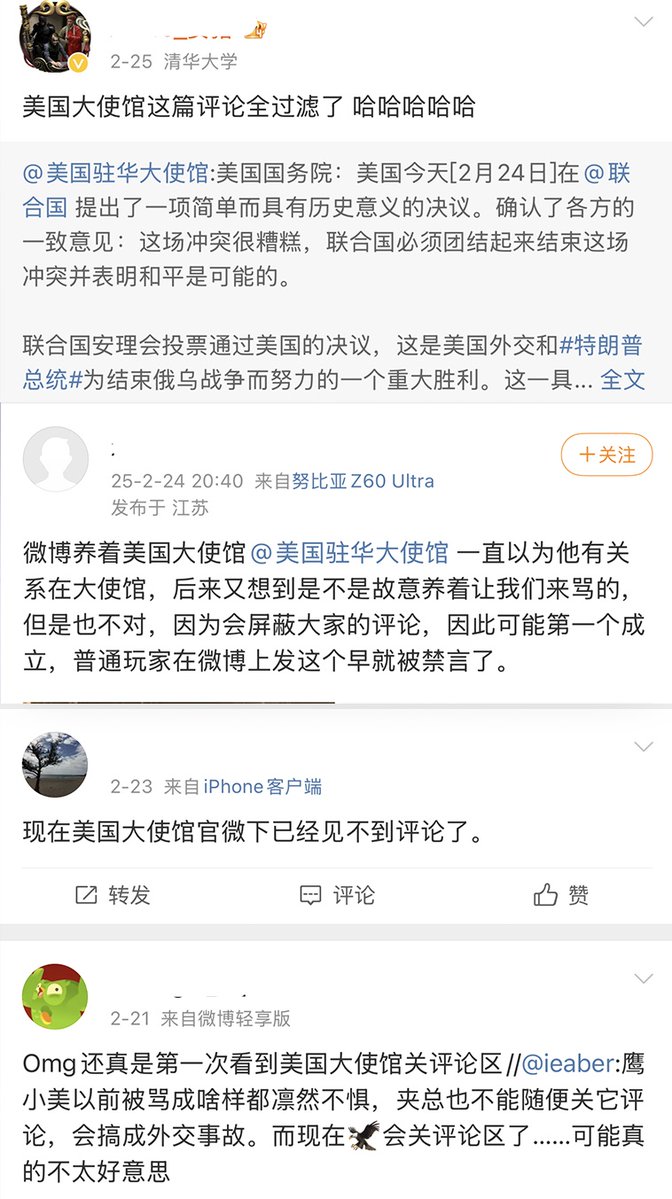 2-25 清华大学
美国大使馆这篇评论全过滤了 哈哈哈哈哈
@美国驻华大使馆:美国国务院：美国今天[2月24日]在@联
合国 提出了一项简单而具有历史意义的决议。确认了各方的
一致意见：这场冲突很糟糕，联合国必须团结起来结束这场
冲突并表明和平是可能的。
联合国安理会投票通过美国的决议，这是美国外交和#特朗普
总统#为结束俄乌战争而努力的一个重大胜利。这一具... 全文
+关注
25-2-24 20:40 来自努比亚Z60 Ultra
发布于 江苏
微博养着美国大使馆@美国驻华大使馆 一直以为他有关
系在大使馆，后来又想到是不是故意养着让我们来骂的，
但是也不对，因为会屏蔽大家的评论，因此可能第一个成
立，普通玩家在微博上发这个早就被禁言了。
2-23 来自iPhone客户端
现在美国大使馆官微下已经见不到评论了。
转发 评论 赞
2-21 来自微博轻享版
Omg还真是第一次看到美国大使馆关评论区//@ieaber:鹰
小美以前被骂成啥样都凛然不惧，夹总也不能随便关它评
论，会搞成外交事故。而现在🦅会关评论区了......可能真
的不太好意思